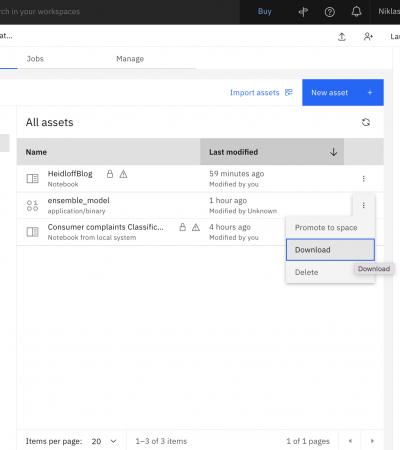 rch in your workspaces Buy Niklas
at... Lau
Jobs Manage
Import assets New asset +
All assets
Name Last modified
HeidloffBlog 59 minutes ago
Notebook Modified by you
ensemble_model 1 hour ago
application/binary Modified by Unknown
Consumer complaints Classific... 4 hours ago
Notebook from local system Modified by you
Promote to space
Download
Download
Delete
Items per page: 20 1–3 of 3 items 1 of 1 pages